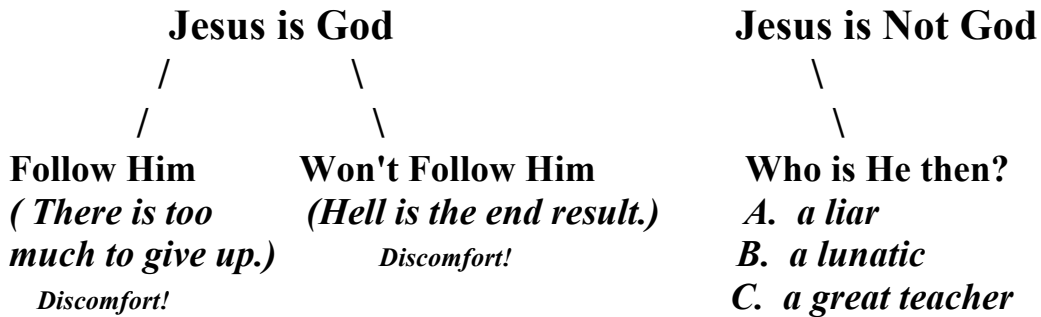 Jesus is God Jesus is Not God
/ \ \
/ \ \
Follow Him Won't Follow Him Who is He then?
( There is too (Hell is the end result.) A. a liar
much to give up.) Discomfort! B. a lunatic
Discomfort! C. a great teacher